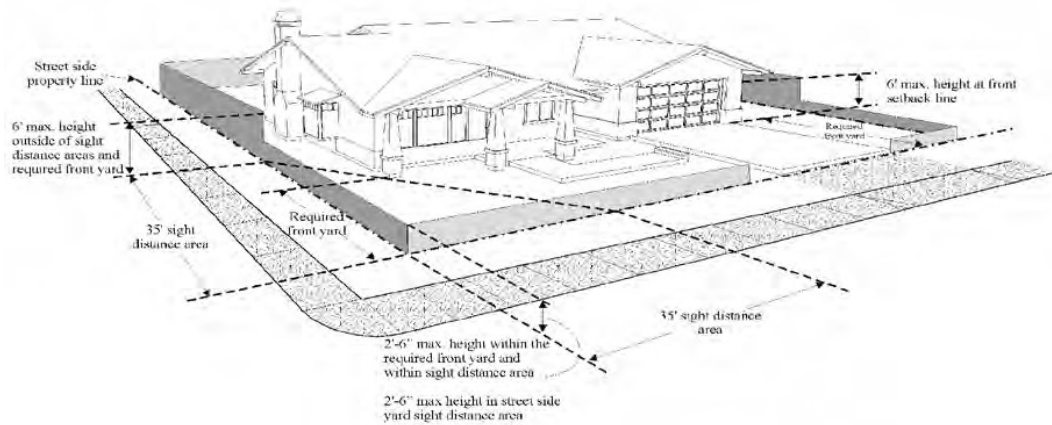 Street side
property line
6' max. height at front
setback line
6' max. height
outside of sight
distance areas and
required front yard
Required
front yard
Required
front yard
35' sight
distance area
35' sight distance
area
2'-6" max. height within the
required front yard and
within sight distance area
2'-6" max height in street side
yard sight distance area